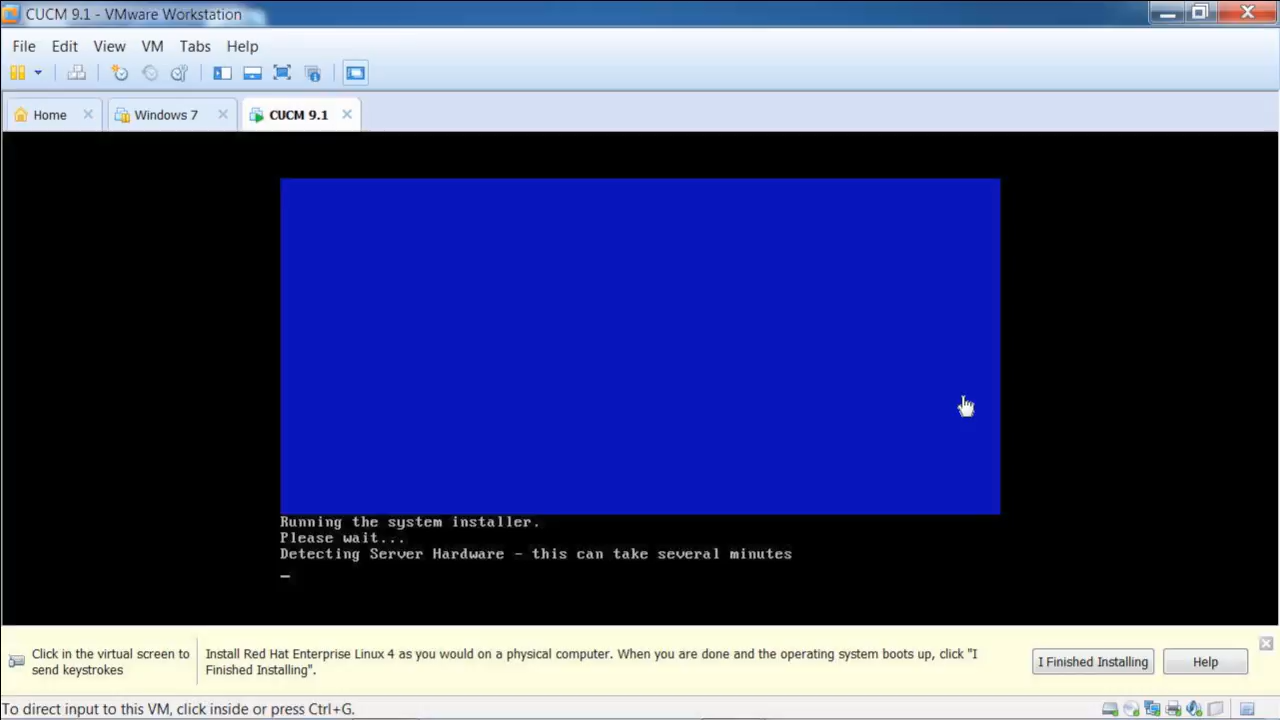 CUCM 9.1 - VMware Workstation
File Edit View VM Tabs Help
Home Windows 7 CUCM 9.1
Running the system installer.
Please wait...
Detecting Server Hardware - this can take several minutes
Click in the virtual screen to
send keystrokes
Install Red Hat Enterprise Linux 4 as you would on a physical computer. When you are done and the operating system boots up, click "I
Finished Installing".
I Finished Installing
Help
To direct input to this VM, click inside or press Ctrl+G.